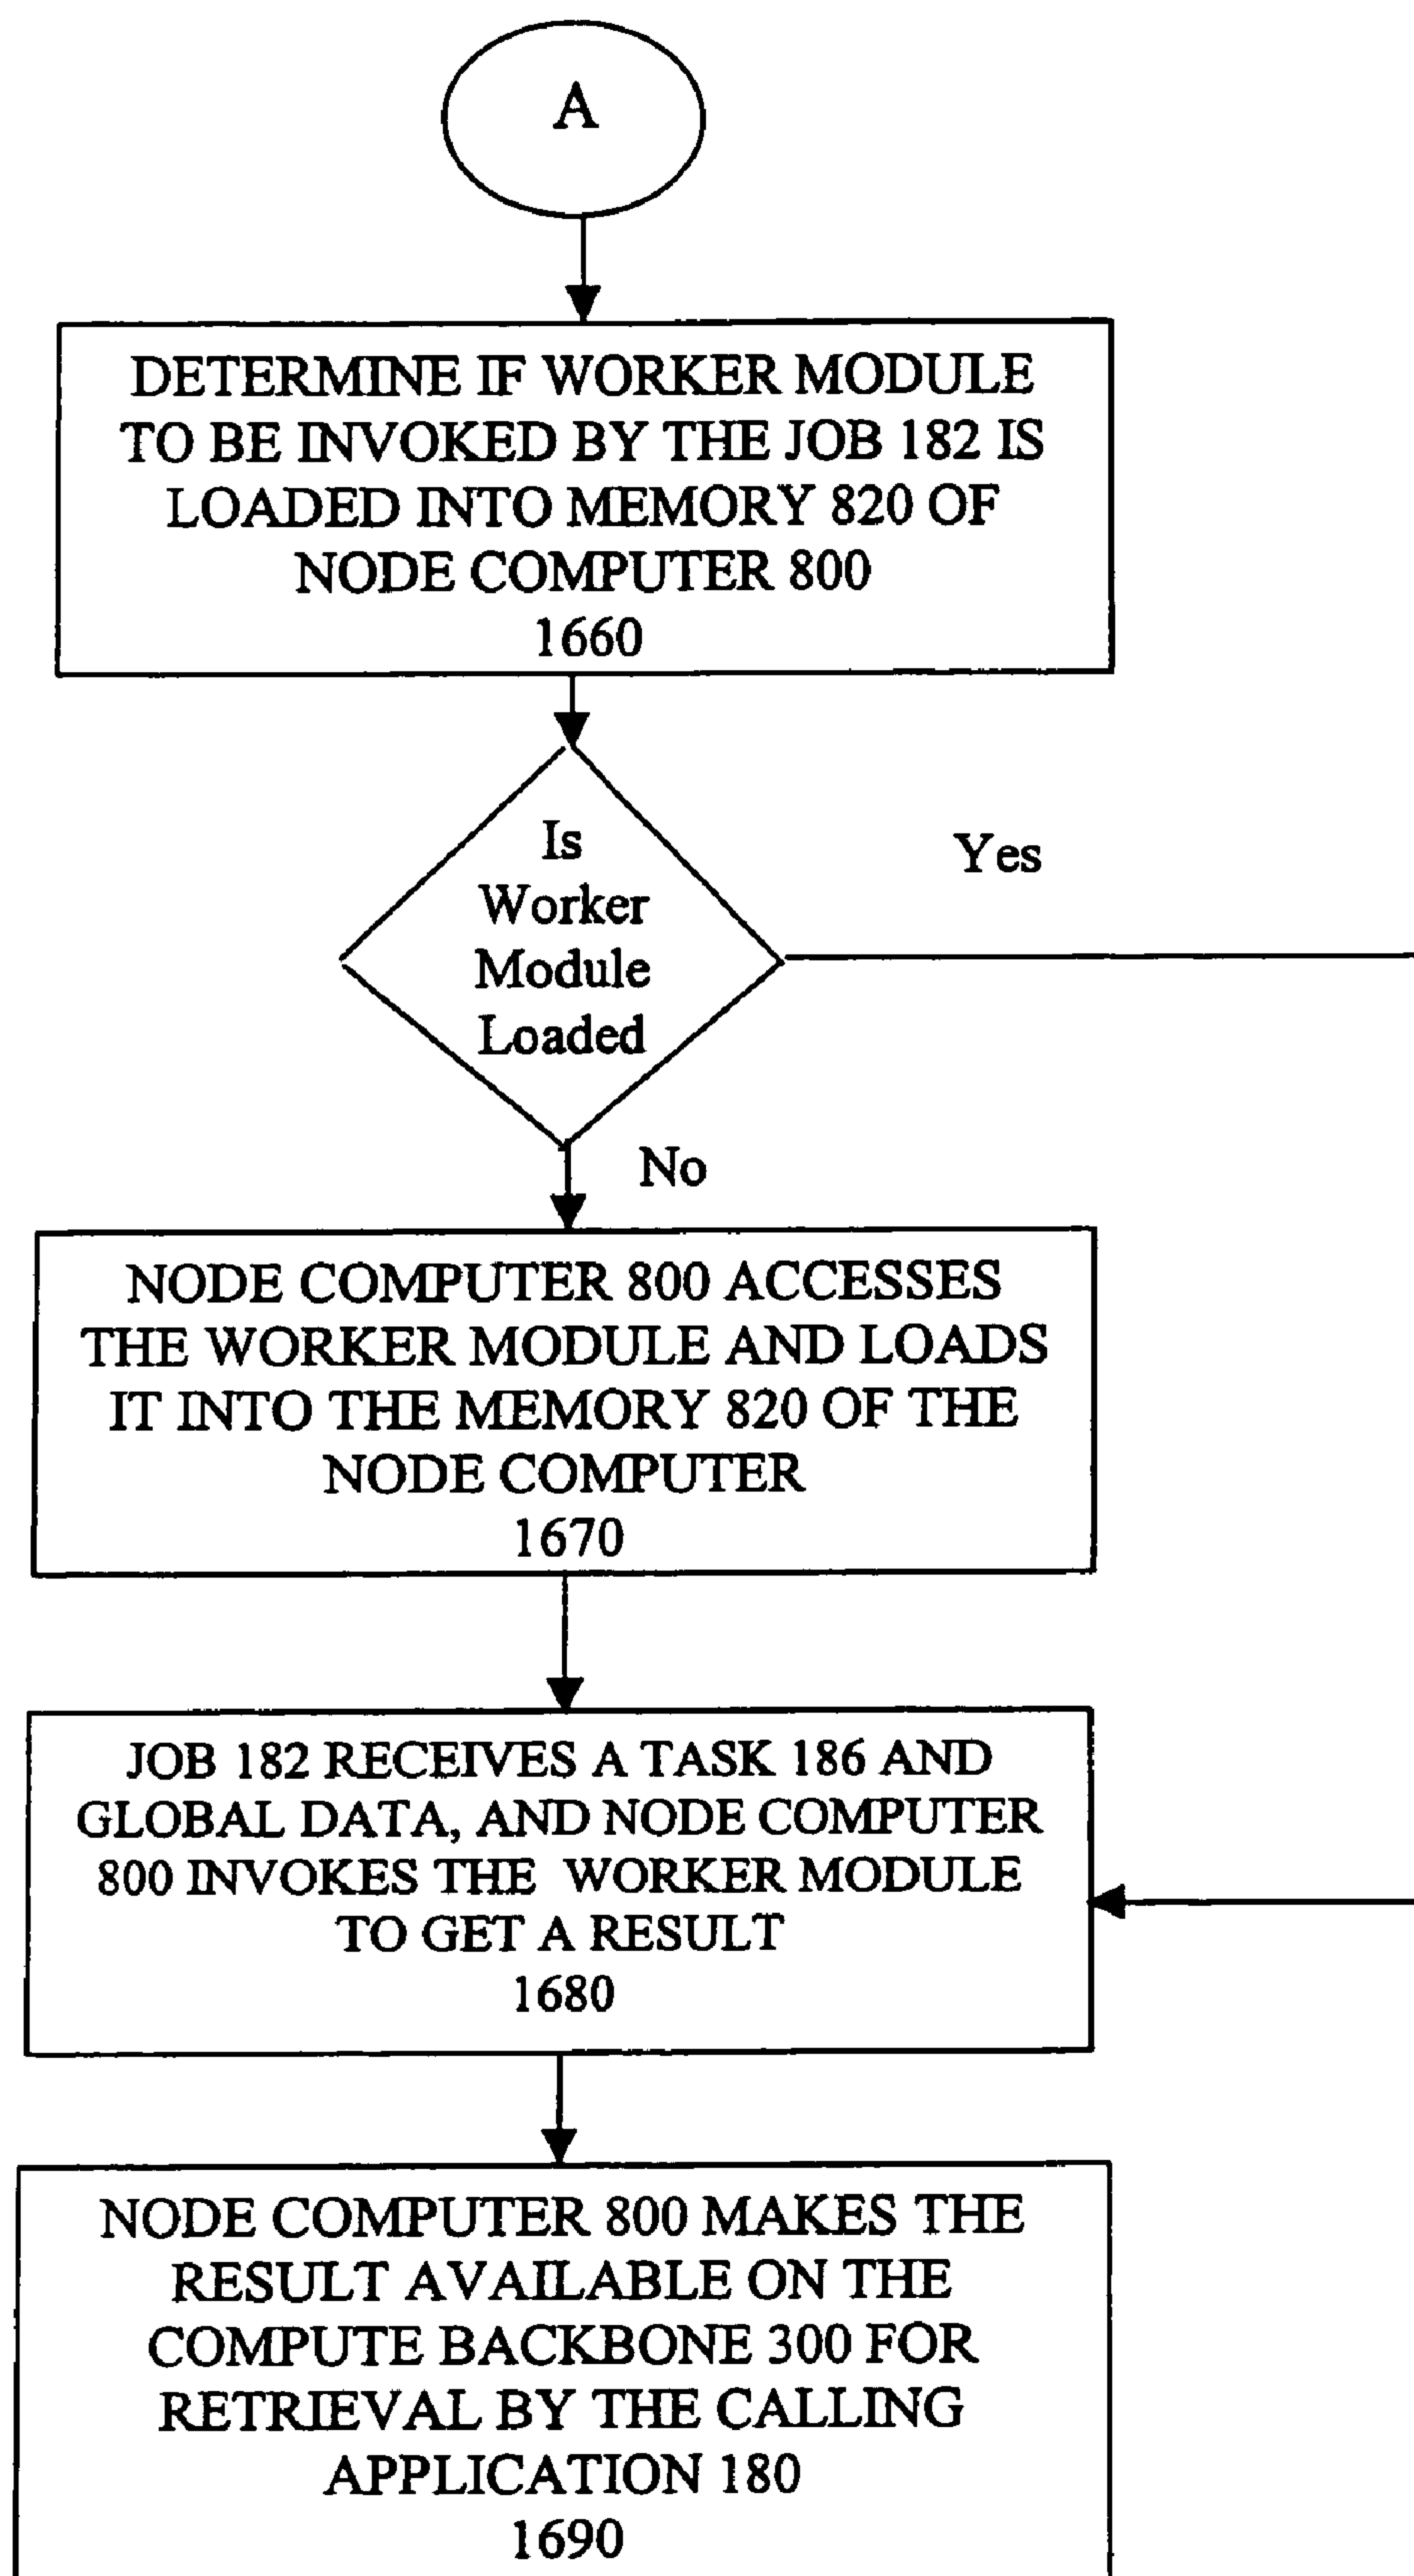 A
DETERMINE IF WORKER MODULE
TO BE INVOKED BY THE JOB 182 IS
LOADED INTO MEMORY 820 OF
NODE COMPUTER 800
1660
Is
Worker
Module
Loaded
Yes
No
NODE COMPUTER 800 ACCESSES
THE WORKER MODULE AND LOADS
IT INTO THE MEMORY 820 OF THE
NODE COMPUTER
1670
JOB 182 RECEIVES A TASK 186 AND
GLOBAL DATA, AND NODE COMPUTER
800 INVOKES THE WORKER MODULE
TO GET A RESULT
1680
NODE COMPUTER 800 MAKES THE
RESULT AVAILABLE ON THE
COMPUTE BACKBONE 300 FOR
RETRIEVAL BY THE CALLING
APPLICATION 180
1690